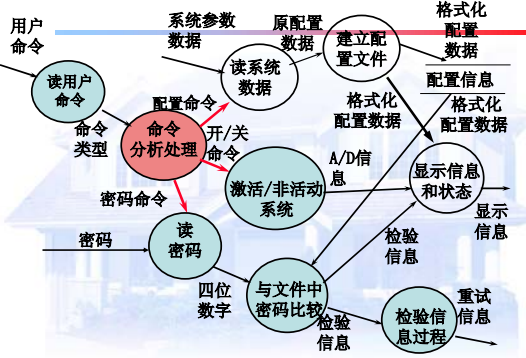 用户
命令
系统参数
数据
原配置
数据
格式化
配置
数据
读用户
命令
读系统
数据
建立配
置文件
配置信息
配置命令
格式化
配置数据
格式化
配置数据
命令
类型
命令
分析处理
开/关
命令
A/D信
息
激活/非活动
系统
显示信息
和状态
密码命令
显示
信息
密码
读
密码
检验
信息
四位
数字
与文件中
密码比较
检验
信息
检验信
息过程
重试
信息